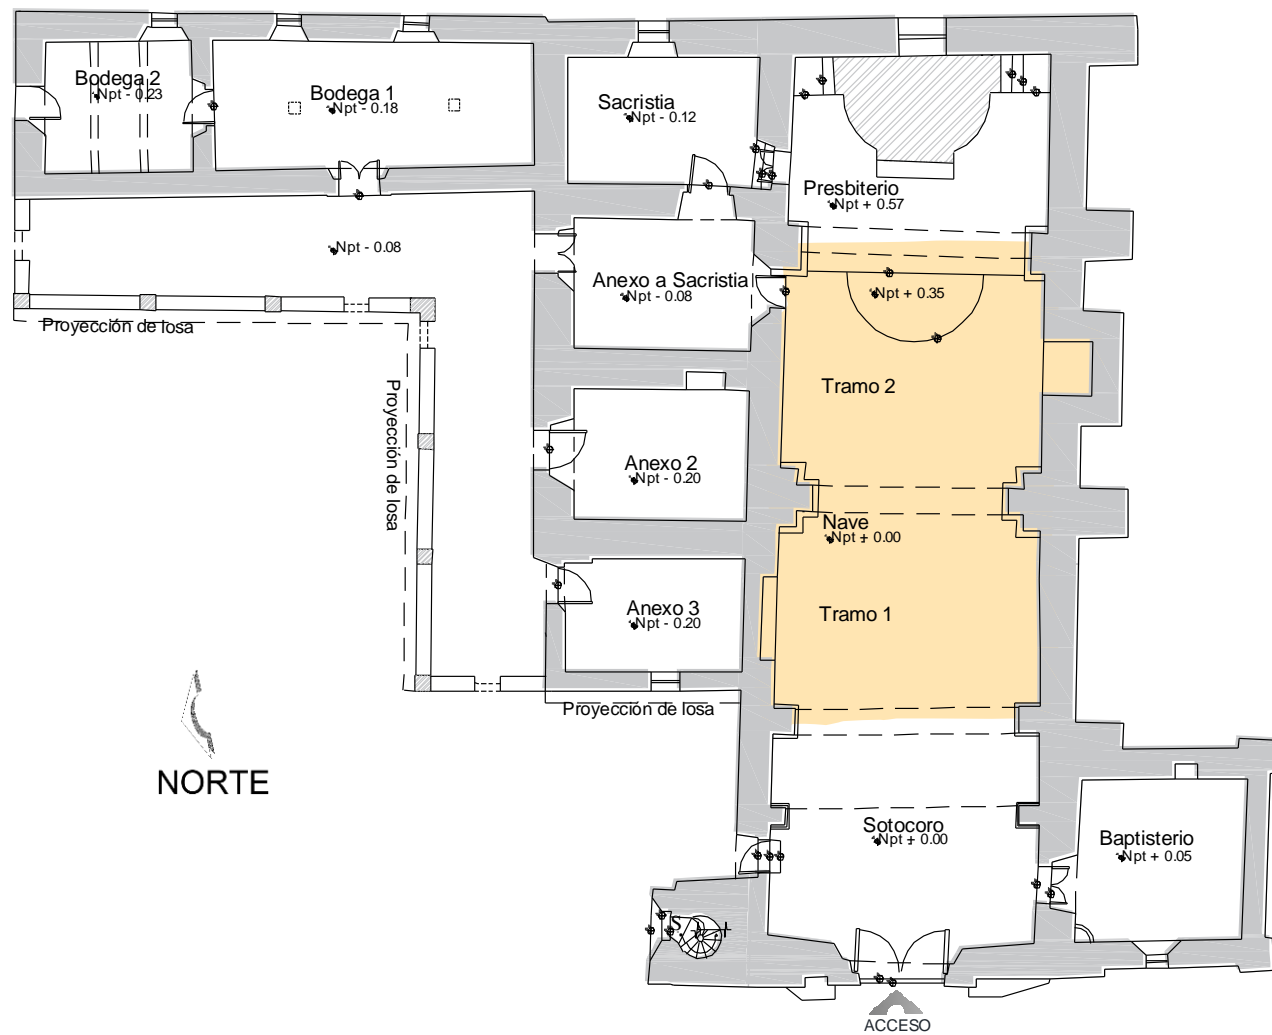 Bodega 2
Npt - 0.23
Bodega 1
Npt - 0.18
Sacristia
Npt - 0.12
Presbiterio
Npt + 0.57
Npt - 0.08
Anexo a Sacristia
Npt - 0.08
Npt + 0.35
Proyección de losa
Proyección de losa
Tramo 2
Anexo 2
Npt - 0.20
Nave
Npt + 0.00
Anexo 3
Npt - 0.20
Tramo 1
Proyección de losa
NORTE
Sotocoro
Npt + 0.00
Baptisterio
Npt + 0.05
S.
ACCESO